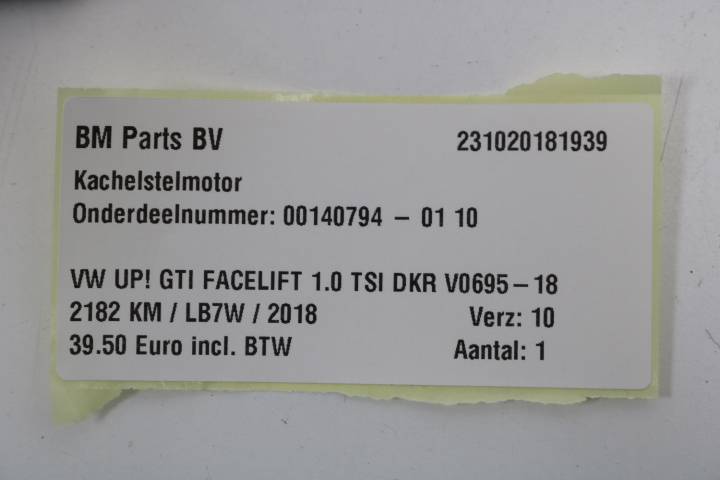 BM Parts BV 231020181939
Kachelstelmotor
Onderdeelnummer: 00140794 - 01 10
VW UP! GTI FACELIFT 1.0 TSI DKR V0695-18
2182 KM / LB7W / 2018 Verz: 10
39.50 Euro incl. BTW Aantal: 1